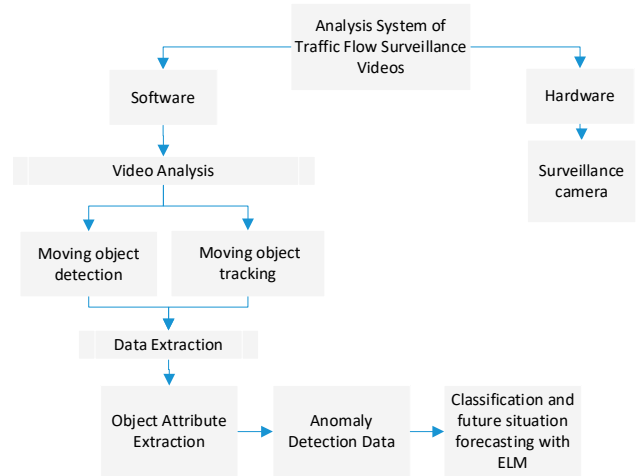 Analysis System of
Traffic Flow Surveillance
Videos
Software
Hardware
Video Analysis
Surveillance
camera
Moving object
detection
Moving object
tracking
Data Extraction
Object Attribute
Extraction
Anomaly
Detection Data
Classification and
future situation
forecasting with
ELM